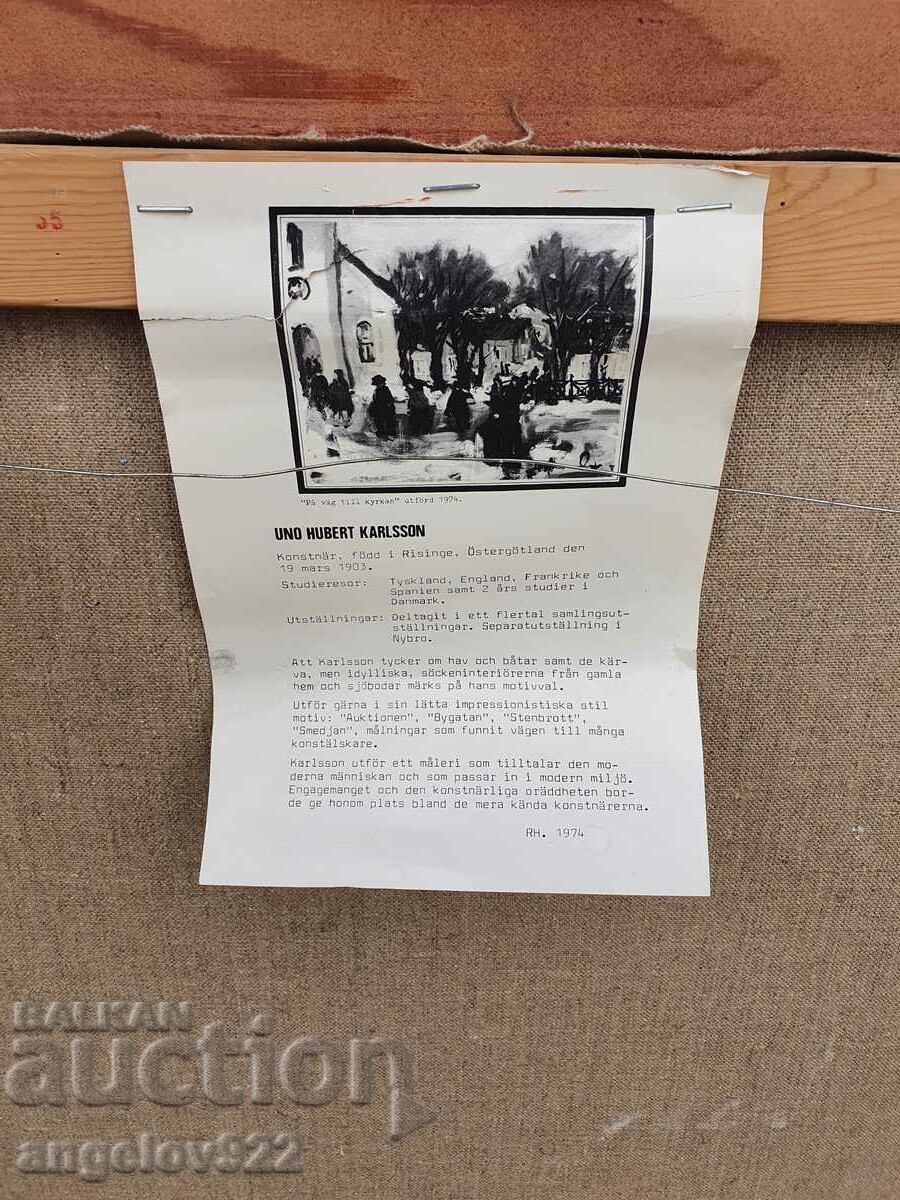 35
"På väg till kyrkan" utförd 1974.
UNO HUBERT KARLSSON
Konstnär, född i Risinge, Östergötland den
19 mars 1903.
Studieresor: Tyskland, England, Frankrike och
Spanien samt 2 års studier i
Danmark.
Utställningar: Deltagit i ett flertal samlingsut-
ställningar. Separatutställning i
Nybro.
Att Karlsson tycker om hav och båtar samt de kär-
va, men idylliska, söckeninteriörerna från gamla
hem och sjöbodar märks på hans motivval.
Utför gärna i sin lätta impressionistiska stil
motiv: "Auktionen", "Bygatan", "Stenbrott",
"Smedjan", målningar som funnit vägen till många
konstälskare.
Karlsson utför ett måleri som tilltalar den mo-
derna människan och som passar in i modern miljö.
Engagemanget och den konstnärliga oräddheten bor-
de ge honom plats bland de mera kända konstnärerna.
RH. 1974
BALKAN
auction
angelov922